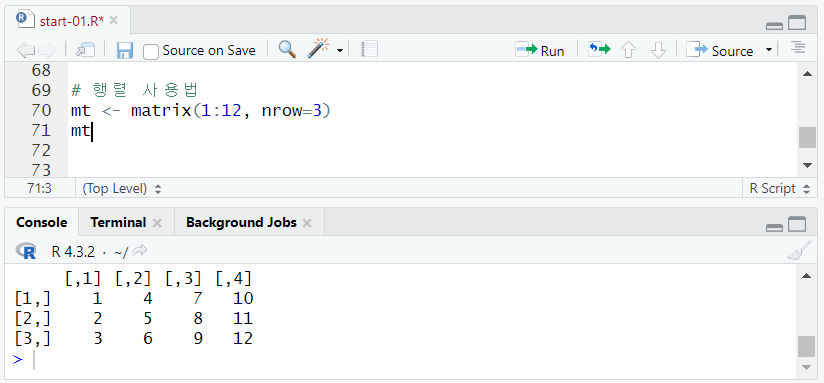 start-01.R*
Source on Save
Run
Source
68
69 # 행렬 사용법
70 mt <- matrix(1:12, nrow=3)
71 mt
72
73
71:3 (Top Level) R Script
Console Terminal Background Jobs
R 4.3.2 · ~/
[,1] [,2] [,3] [,4]
[1,] 1 4 7 10
[2,] 2 5 8 11
[3,] 3 6 9 12
>